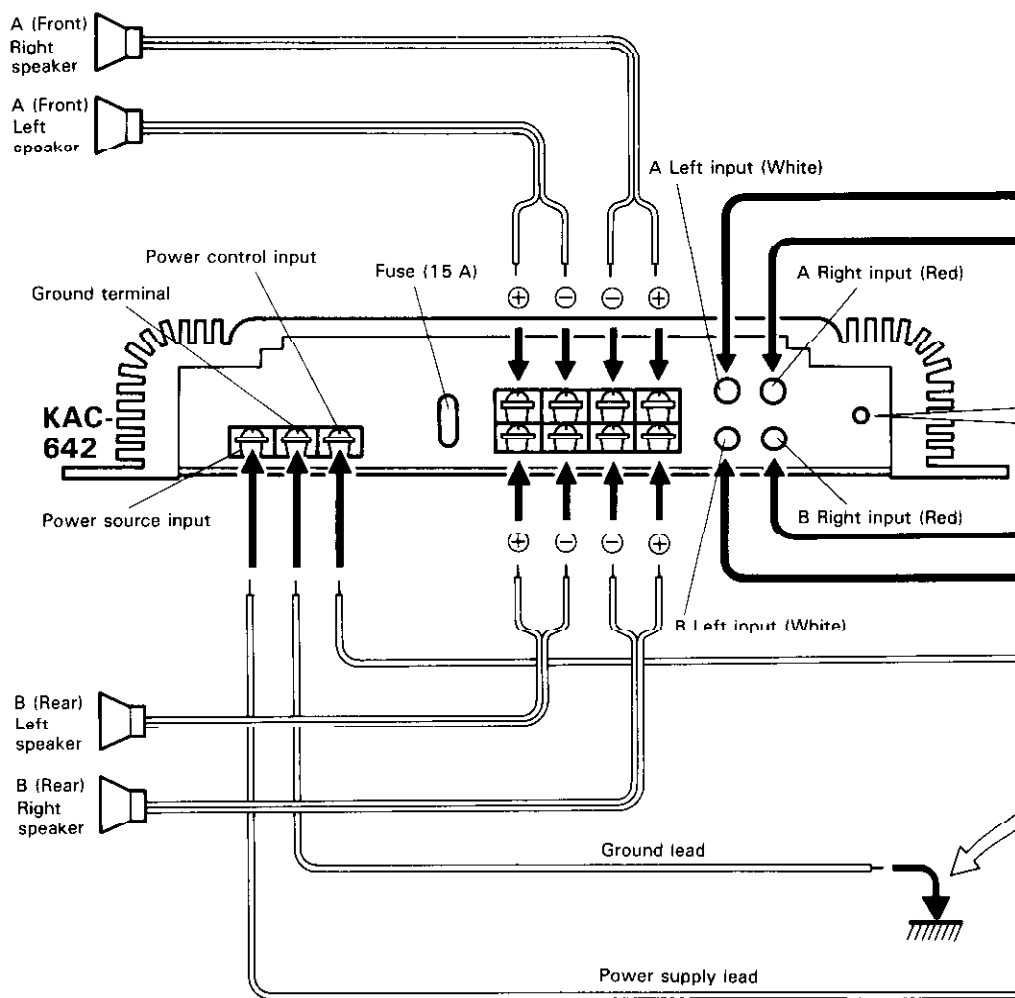 A (Front)
Right
speaker
A (Front)
Left
speaker
A Left input (White)
A Right input (Red)
Power control input
Fuse (15 A)
Ground terminal
+ − − +
KAC-
642
Power source input
B Right input (Red)
+ − − +
B Left input (White)
B (Rear)
Left
speaker
B (Rear)
Right
speaker
Ground lead
Power supply lead